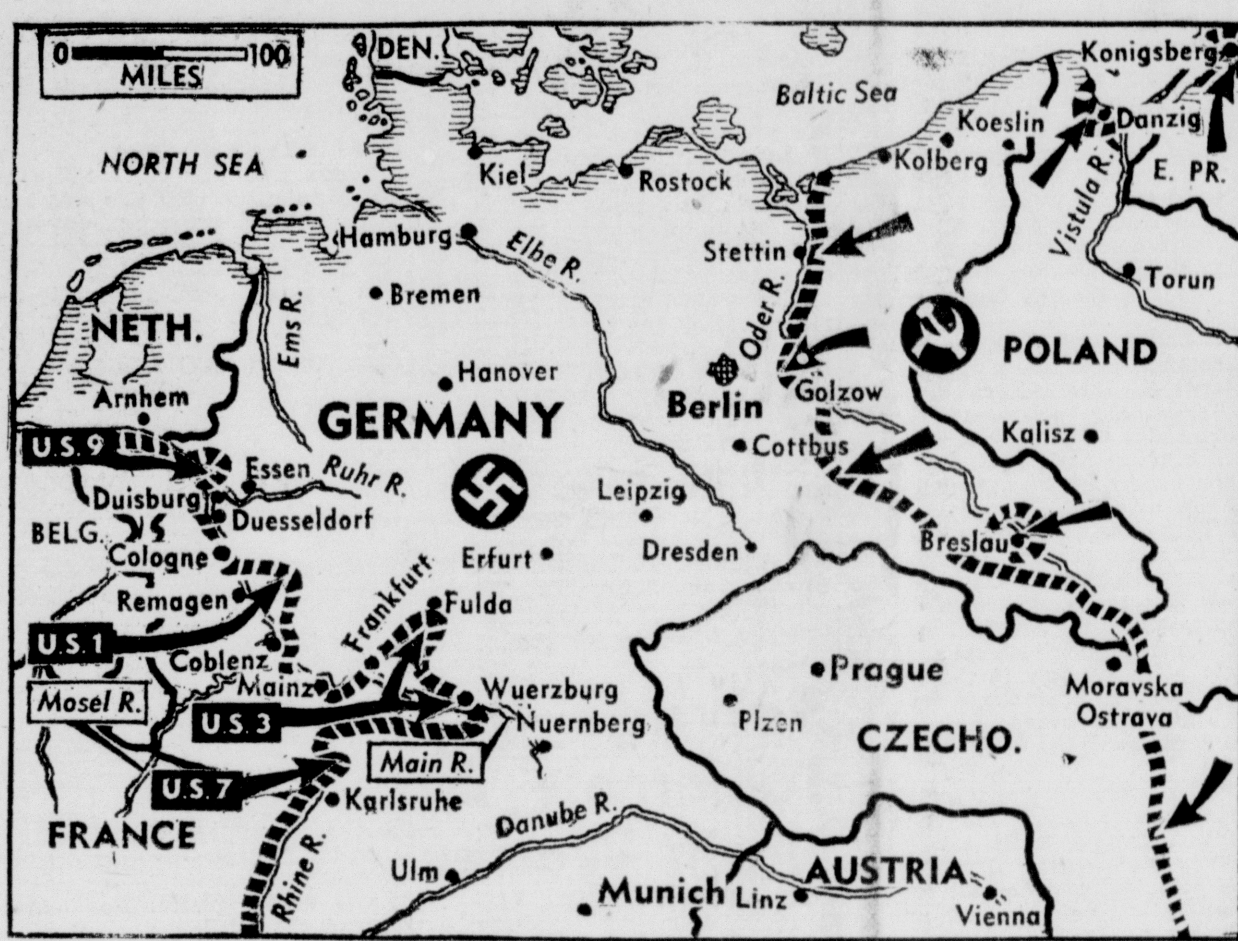 0 100
MILES
DEN.
Konigsberg
Baltic Sea
Koeslin
Danzig
NORTH SEA
Kiel
Rostock
Kolberg
E. PR.
Vistula R.
Hamburg
Elbe R.
Stettin
Torun
Bremen
Ems R.
Oder R.
NETH.
POLAND
Hanover
Arnhem
Berlin
Golzow
GERMANY
U.S.9
Cottbus
Kalisz
Essen
Ruhr R.
Duisburg
Leipzig
Duesseldorf
BELG.
Breslau
Cologne
Erfurt
Dresden
Remagen
Frankfurt
Fulda
U.S.1
Coblenz
Mainz
Prague
Mosel R.
Wuerzburg
Moravska
Ostrava
U.S.3
Nuernberg
Plzen
CZECHO.
Main R.
U.S.7
Karlsruhe
FRANCE
Danube R.
Rhine R.
Ulm
AUSTRIA
Munich
Linz
Vienna